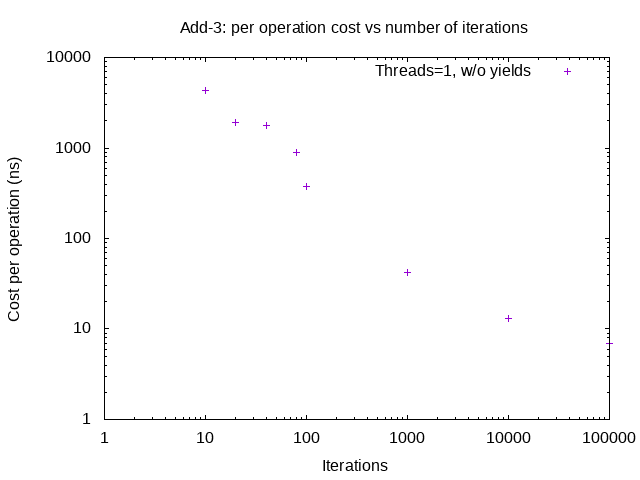 Add-3: per operation cost vs number of iterations
Threads=1, w/o yields
Cost per operation (ns)
10000
1000
100
10
1
1 10 100 1000 10000 100000
Iterations